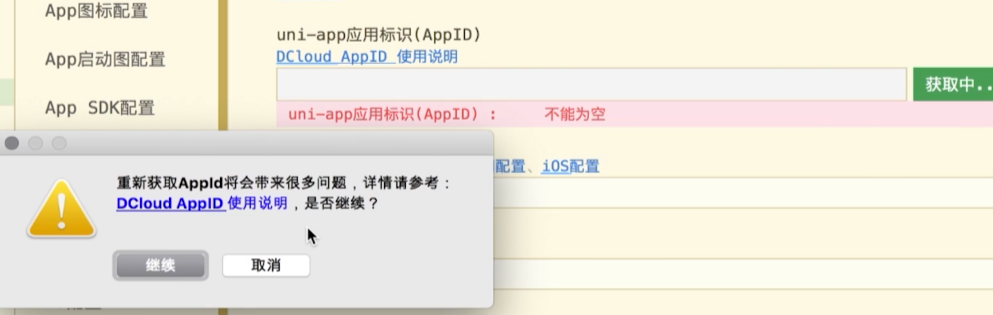 App图标配置
App启动图配置
App SDK配置
uni-app应用标识(AppID)
DCloud AppID 使用说明
获取中..
uni-app应用标识(AppID) : 不能为空
配置、iOS配置
重新获取AppId将会带来很多问题，详情请参考：
DCloud AppID 使用说明，是否继续？
继续
取消